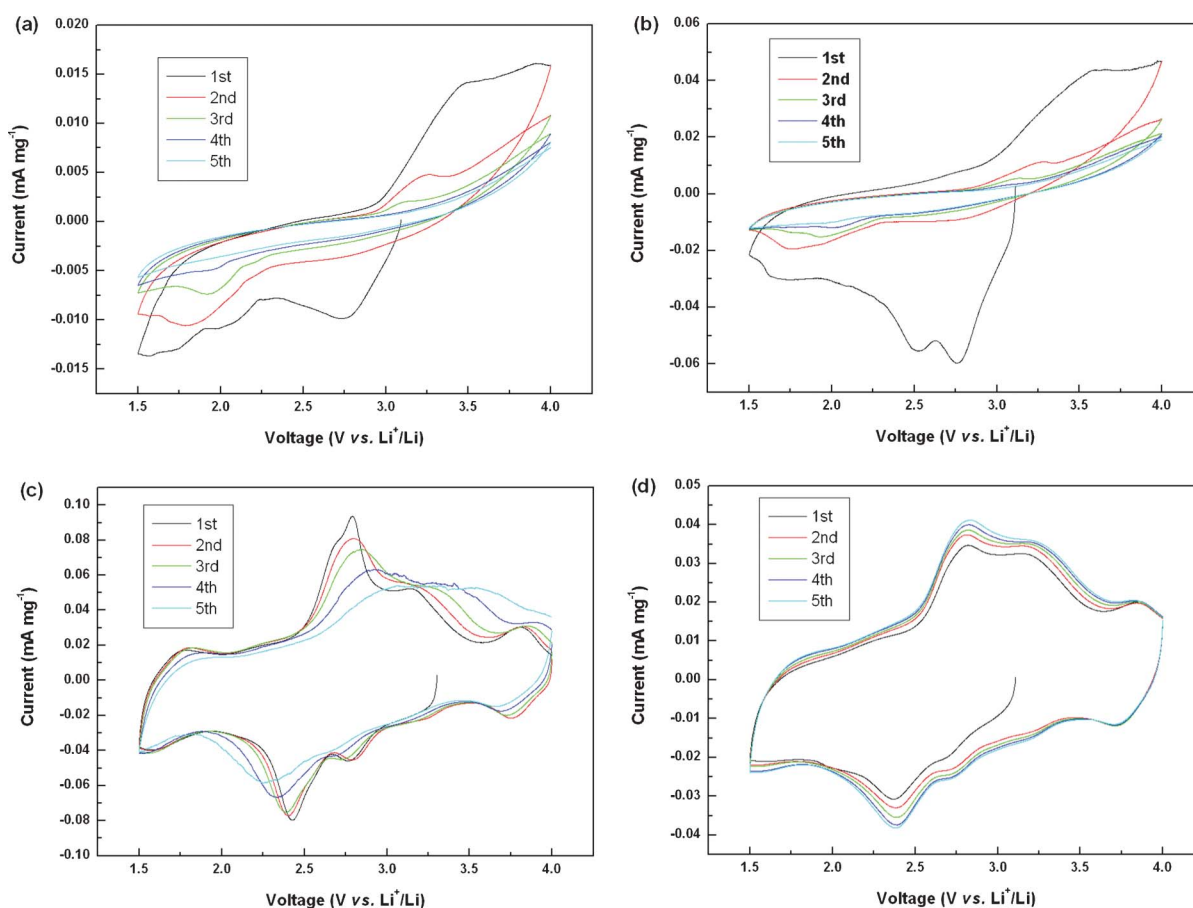 (a)
0.020
0.015
0.010
0.005
0.000
-0.005
-0.010
-0.015
Current (mA mg⁻¹)
1st
2nd
3rd
4th
5th
1.5 2.0 2.5 3.0 3.5 4.0
Voltage (V vs. Li⁺/Li)
(b)
0.06
0.04
0.02
0.00
-0.02
-0.04
-0.06
Current (mA mg⁻¹)
1st
2nd
3rd
4th
5th
1.5 2.0 2.5 3.0 3.5 4.0
Voltage (V vs. Li⁺/Li)
(c)
0.10
0.08
0.06
0.04
0.02
0.00
-0.02
-0.04
-0.06
-0.08
-0.10
Current (mA mg⁻¹)
1st
2nd
3rd
4th
5th
1.5 2.0 2.5 3.0 3.5 4.0
Voltage (V vs. Li⁺/Li)
(d)
0.05
0.04
0.03
0.02
0.01
0.00
-0.01
-0.02
-0.03
-0.04
Current (mA mg⁻¹)
1st
2nd
3rd
4th
5th
1.5 2.0 2.5 3.0 3.5 4.0
Voltage (V vs. Li⁺/Li)